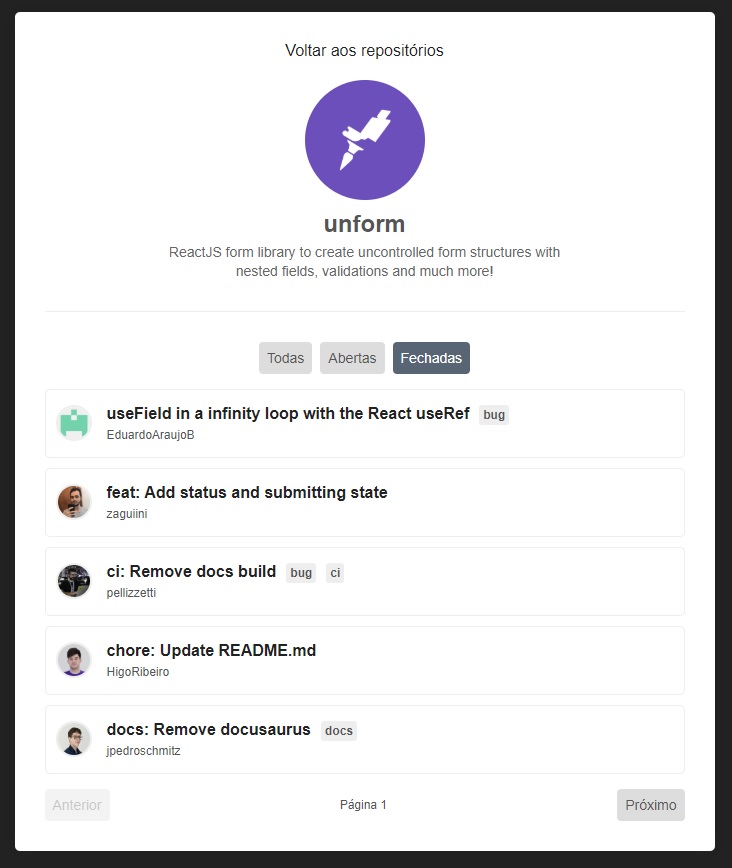 Voltar aos repositórios
unform
ReactJS form library to create uncontrolled form structures with
nested fields, validations and much more!
Todas Abertas Fechadas
useField in a infinity loop with the React useRef bug
EduardoAraujoB
feat: Add status and submitting state
zaguiini
ci: Remove docs build bug ci
pellizzetti
chore: Update README.md
HigoRibeiro
docs: Remove docusaurus docs
jpedroschmitz
Anterior Página 1 Próximo